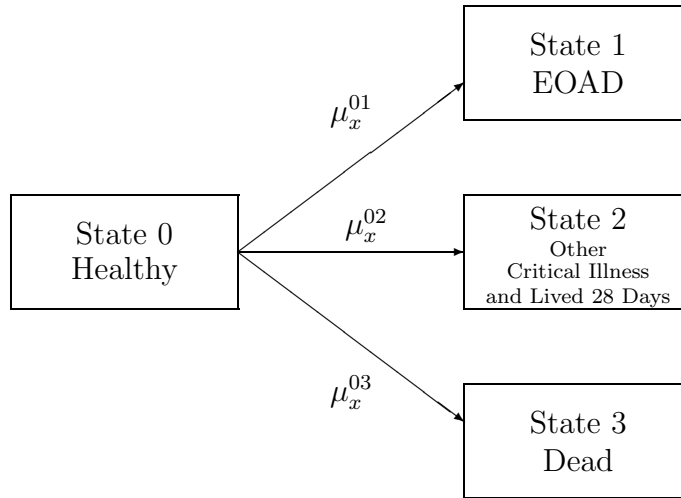 State 1
EOAD
μ_x^{01}
State 0
Healthy
μ_x^{02}
State 2
Other
Critical Illness
and Lived 28 Days
μ_x^{03}
State 3
Dead